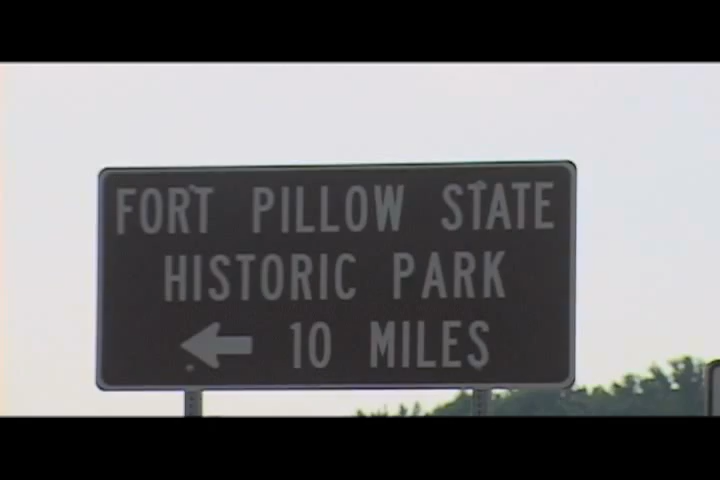 FORT PILLOW STATE
HISTORIC PARK
← 10 MILES